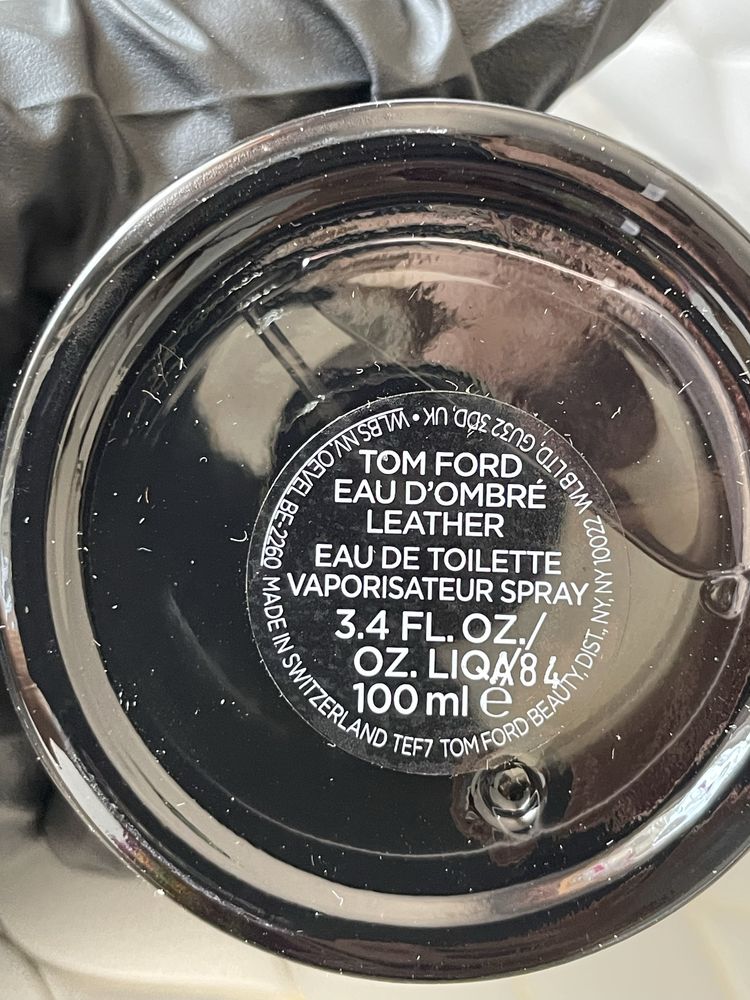 TOM FORD
EAU D'OMBRÉ
LEATHER
EAU DE TOILETTE
VAPORISATEUR SPRAY
3.4 FL. OZ./
OZ. LIQ.
A84
100 ml ℮
MADE IN SWITZERLAND TEF7 TOM FORD BEAUTY, DIST., NY, NY 10022 WLB LTD, GU32 3DD, UK • WLBS NV, OEVEL BE-2260